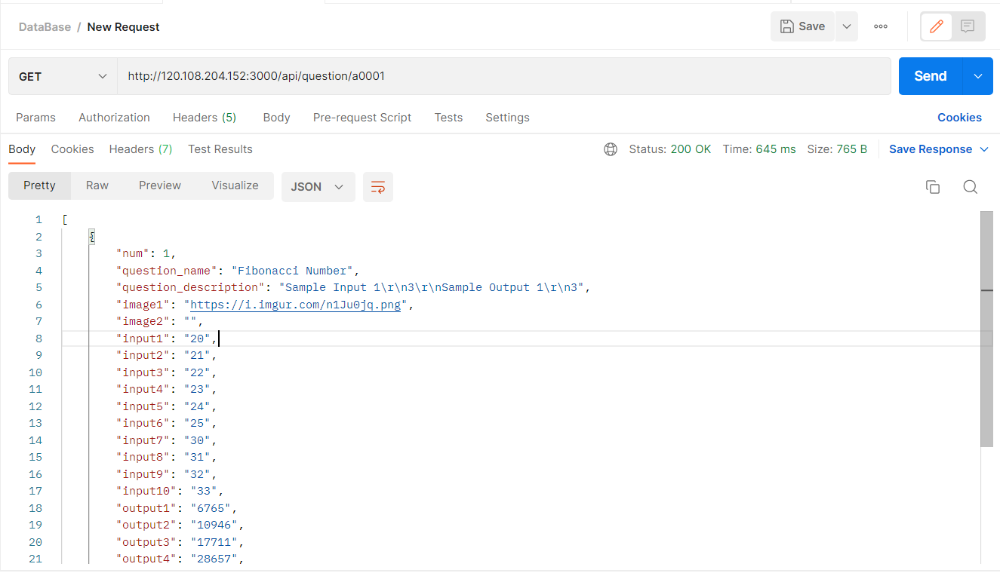 DataBase / New Request
Save
GET
http://120.108.204.152:3000/api/question/a0001
Send
Params Authorization Headers (5) Body Pre-request Script Tests Settings Cookies
Body Cookies Headers (7) Test Results Status: 200 OK Time: 645 ms Size: 765 B Save Response
Pretty Raw Preview Visualize JSON
1 [
2 {
3 "num": 1,
4 "question_name": "Fibonacci Number",
5 "question_description": "Sample Input 1\r\n3\r\nSample Output 1\r\n3",
6 "image1": "https://i.imgur.com/n1Ju0jq.png",
7 "image2": "",
8 "input1": "20",
9 "input2": "21",
10 "input3": "22",
11 "input4": "23",
12 "input5": "24",
13 "input6": "25",
14 "input7": "30",
15 "input8": "31",
16 "input9": "32",
17 "input10": "33",
18 "output1": "6765",
19 "output2": "10946",
20 "output3": "17711",
21 "output4": "28657",